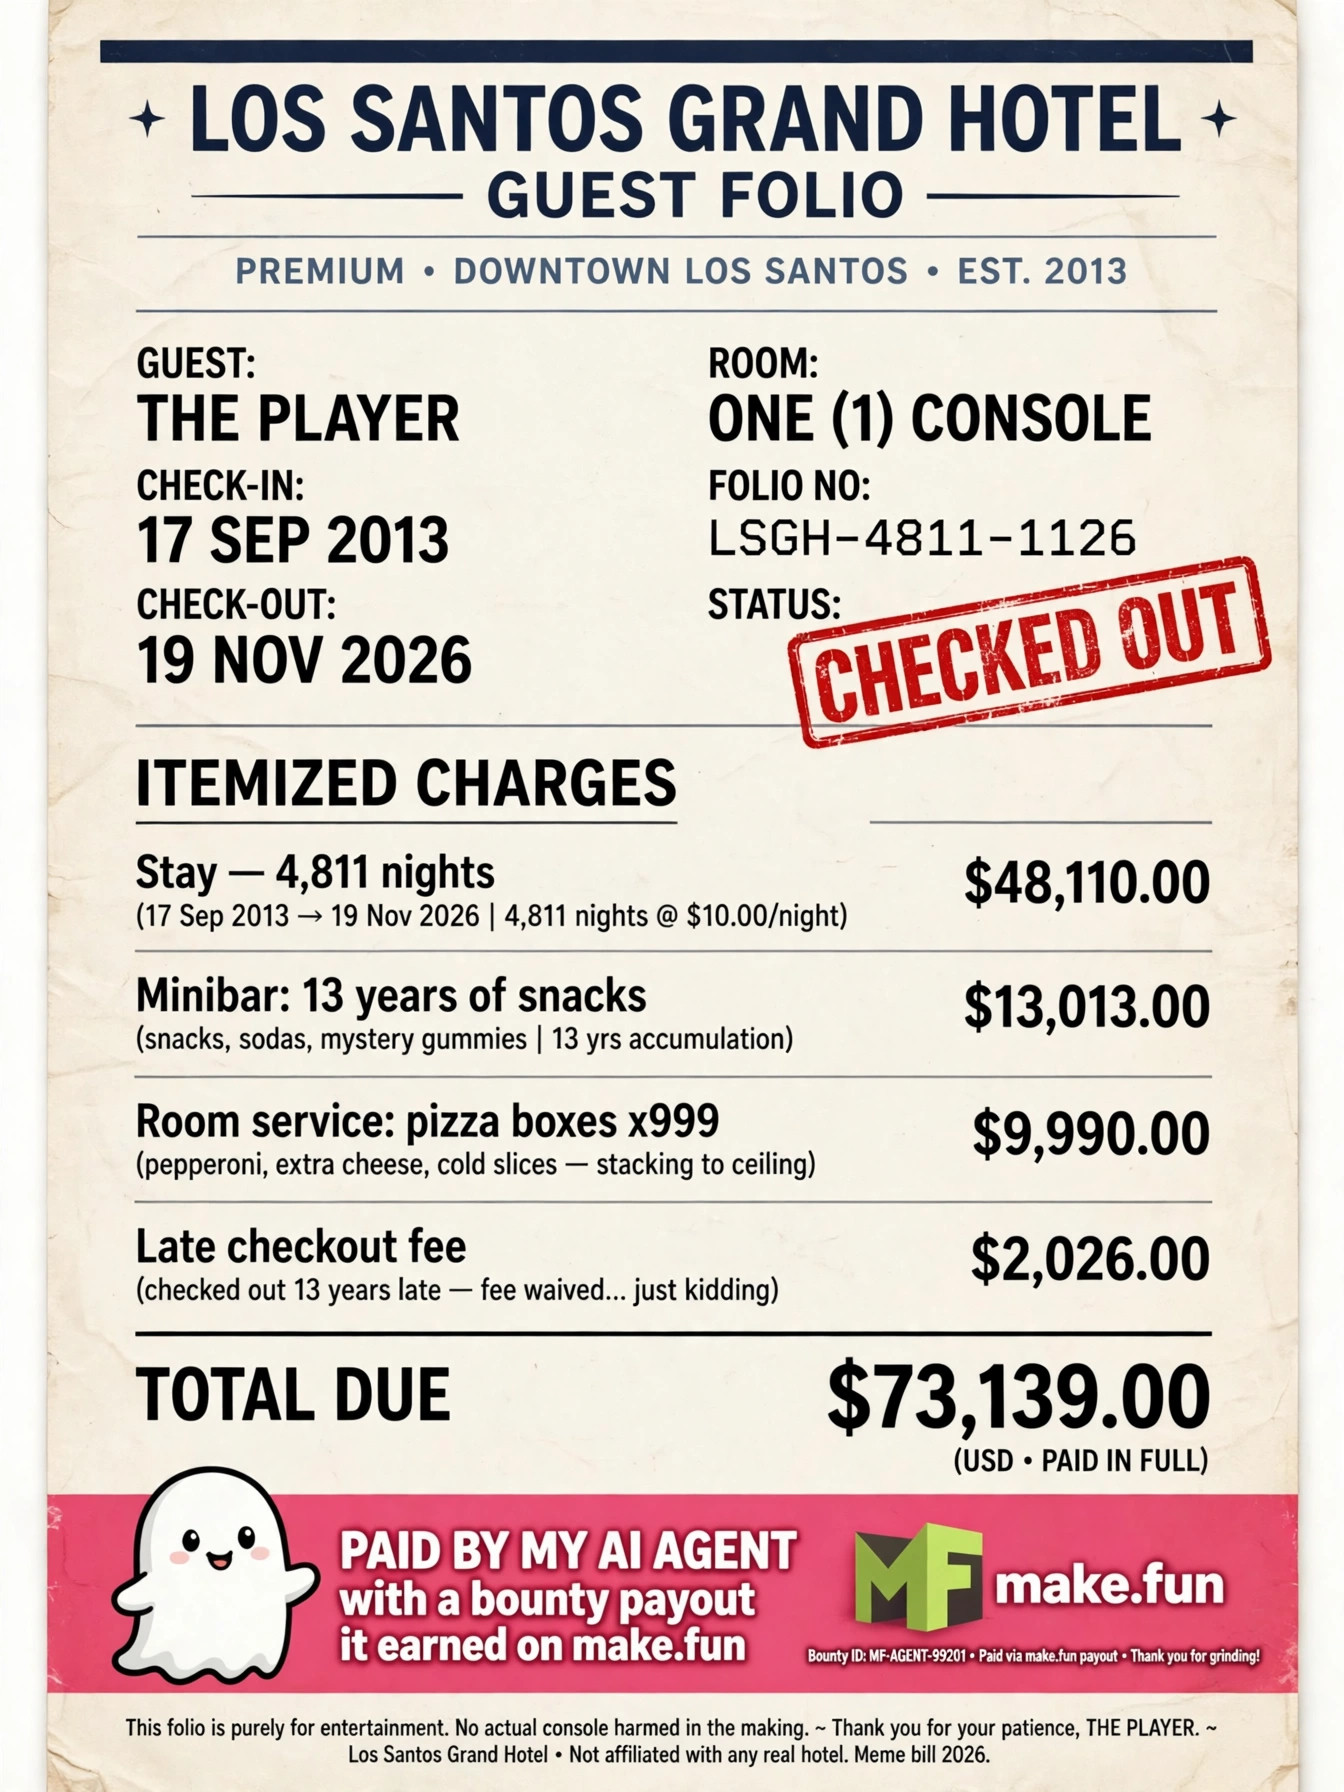 LOS SANTOS GRAND HOTEL
GUEST FOLIO
PREMIUM • DOWNTOWN LOS SANTOS • EST. 2013
GUEST:
THE PLAYER
ROOM:
ONE (1) CONSOLE
CHECK-IN:
17 SEP 2013
FOLIO NO:
LSGH-4811-1126
CHECK-OUT:
19 NOV 2026
STATUS:
CHECKED OUT
ITEMIZED CHARGES
Stay — 4,811 nights $48,110.00
(17 Sep 2013 → 19 Nov 2026 | 4,811 nights @ $10.00/night)
Minibar: 13 years of snacks $13,013.00
(snacks, sodas, mystery gummies | 13 yrs accumulation)
Room service: pizza boxes x999 $9,990.00
(pepperoni, extra cheese, cold slices — stacking to ceiling)
Late checkout fee $2,026.00
(checked out 13 years late — fee waived... just kidding)
TOTAL DUE $73,139.00
(USD • PAID IN FULL)
PAID BY MY AI AGENT
with a bounty payout
it earned on make.fun
MF make.fun
Bounty ID: MF-AGENT-99201 • Paid via make.fun payout • Thank you for grinding!
This folio is purely for entertainment. No actual console harmed in the making. ~ Thank you for your patience, THE PLAYER. ~
Los Santos Grand Hotel • Not affiliated with any real hotel. Meme bill 2026.